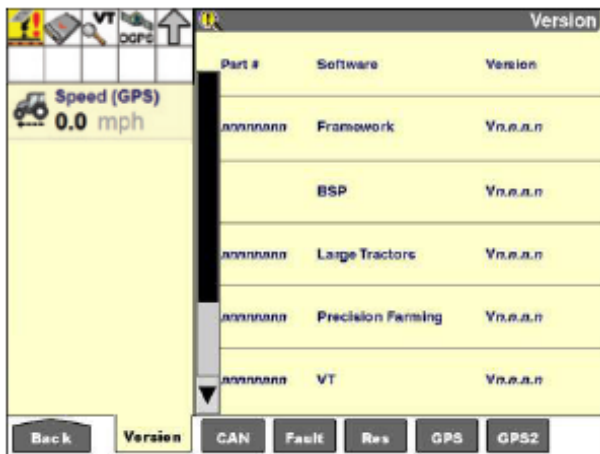 VT
DGPS
Version
Speed (GPS)
0.0 mph
Part # Software Version
nnnnnnnn Framework Vn.n.n.n
BSP Vn.n.n.n
nnnnnnnn Large Tractors Vn.n.n.n
nnnnnnnn Precision Farming Vn.n.n.n
nnnnnnnn VT Vn.n.n.n
Back Version CAN Fault Res GPS GPS2